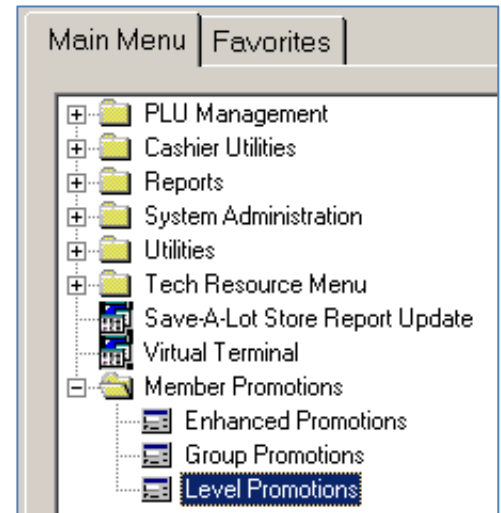 Main Menu Favorites
PLU Management
Cashier Utilities
Reports
System Administration
Utilities
Tech Resource Menu
Save-A-Lot Store Report Update
Virtual Terminal
Member Promotions
Enhanced Promotions
Group Promotions
Level Promotions